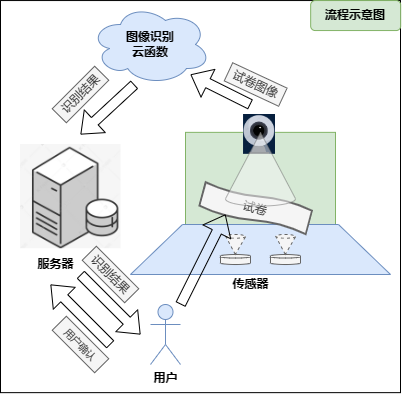 流程示意图
图像识别
云函数
试卷图像
识别结果
试卷
服务器
识别结果
传感器
用户确认
用户